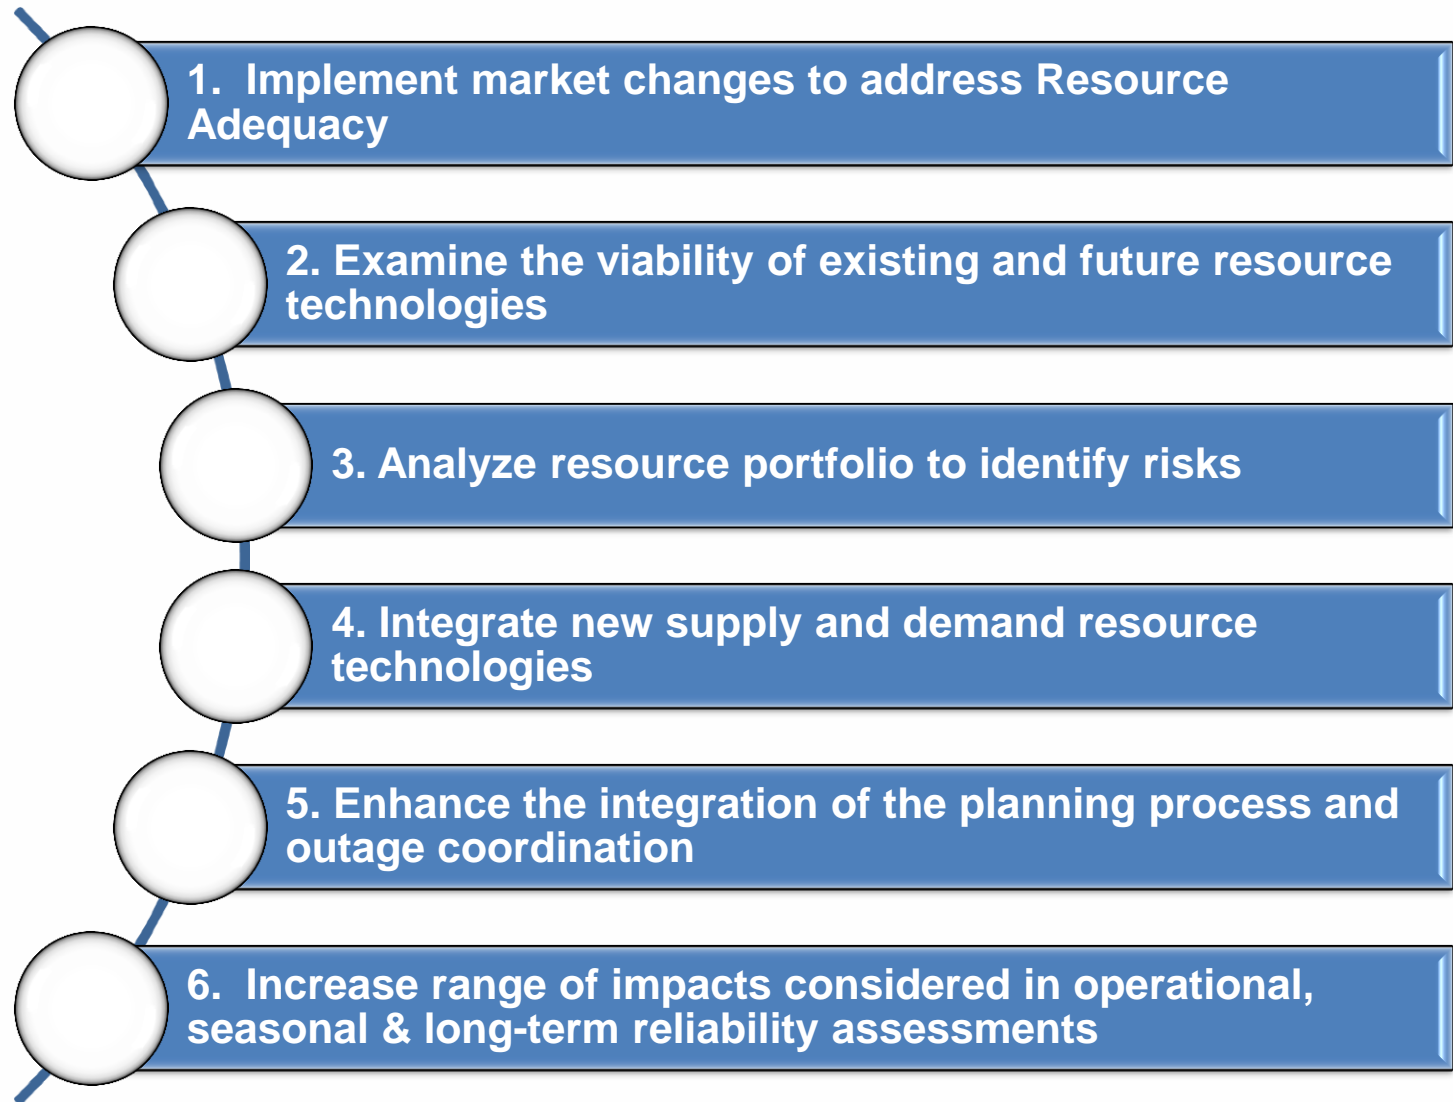 1.  Implement market changes to address Resource
Adequacy
2. Examine the viability of existing and future resource
technologies
3. Analyze resource portfolio to identify risks
4. Integrate new supply and demand resource
technologies
5. Enhance the integration of the planning process and
outage coordination
6.  Increase range of impacts considered in operational,
seasonal & long-term reliability assessments